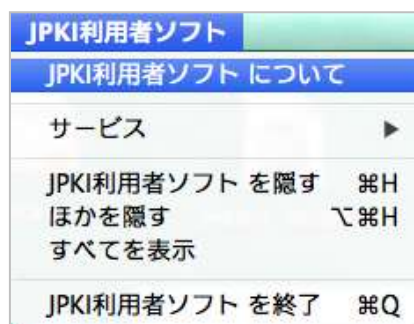 JPKI利用者ソフト
JPKI利用者ソフト について
サービス ▶
JPKI利用者ソフト を隠す ⌘H
ほかを隠す ⌥⌘H
すべてを表示
JPKI利用者ソフト を終了 ⌘Q